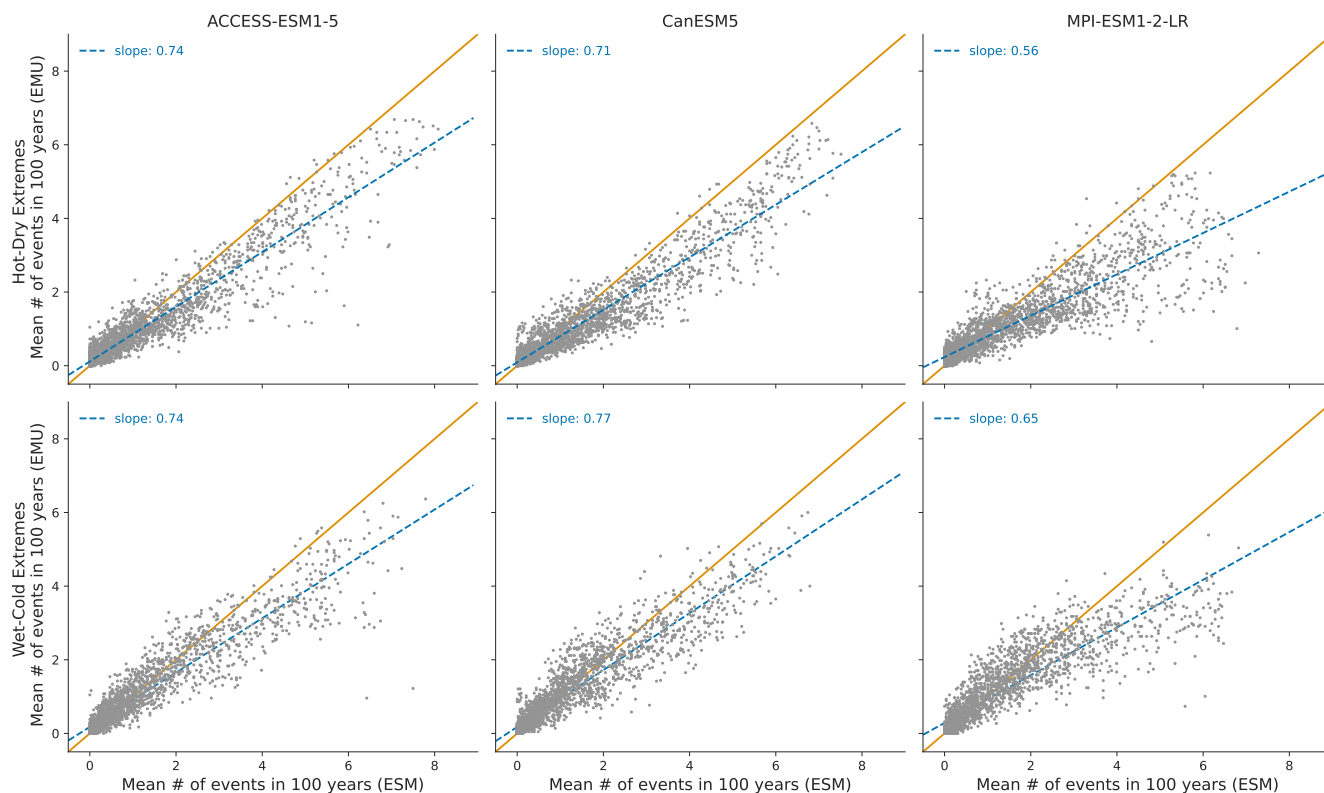 ACCESS-ESM1-5
CanESM5
MPI-ESM1-2-LR
Hot-Dry Extremes
Mean # of events in 100 years (EMU)
slope: 0.74
8
6
4
2
0
slope: 0.71
slope: 0.56
0 2 4 6 8
0 2 4 6 8
0 2 4 6 8
Wet-Cold Extremes
Mean # of events in 100 years (EMU)
slope: 0.74
8
6
4
2
0
slope: 0.77
slope: 0.65
Mean # of events in 100 years (ESM)
Mean # of events in 100 years (ESM)
Mean # of events in 100 years (ESM)